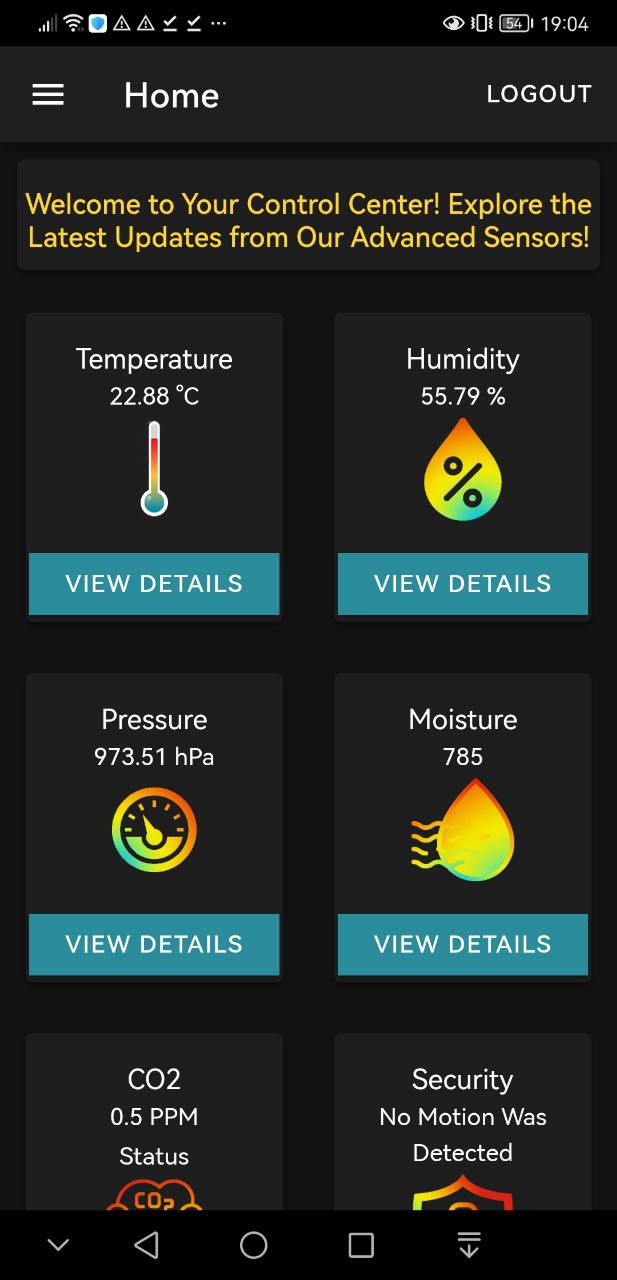 54 19:04
Home LOGOUT
Welcome to Your Control Center! Explore the
Latest Updates from Our Advanced Sensors!
Temperature
22.88 °C
VIEW DETAILS
Humidity
55.79 %
%
VIEW DETAILS
Pressure
973.51 hPa
VIEW DETAILS
Moisture
785
VIEW DETAILS
CO2
0.5 PPM
Status
CO₂
Security
No Motion Was
Detected